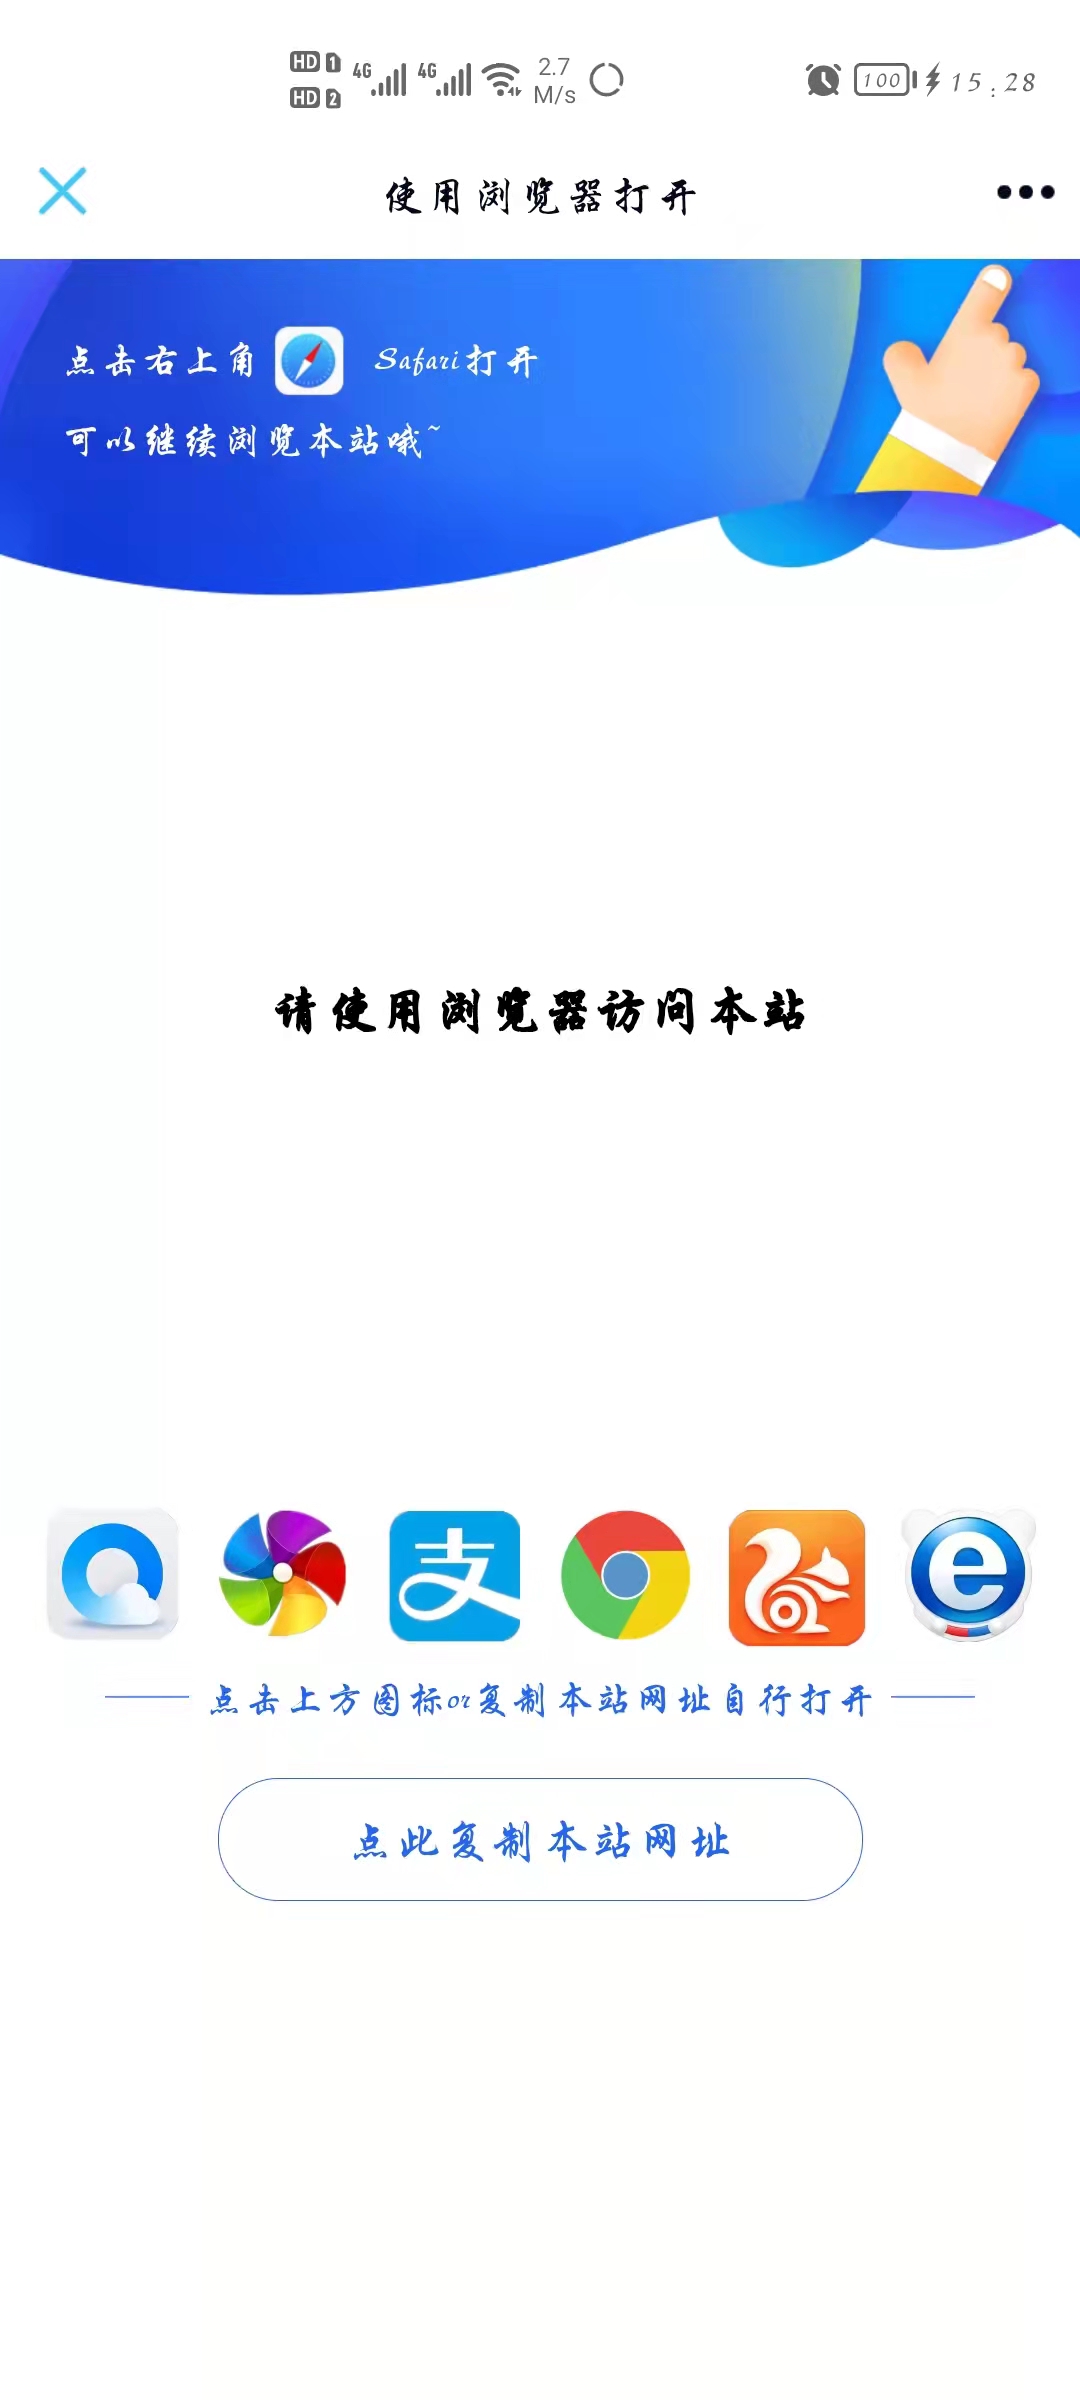 HD 1 4G 4G 2.7 100 15:28
HD 2 M/s
使用浏览器打开
点击右上角 Safari打开
可以继续浏览本站哦~
请使用浏览器访问本站
支 e
点击上方图标or复制本站网址自行打开
点此复制本站网址